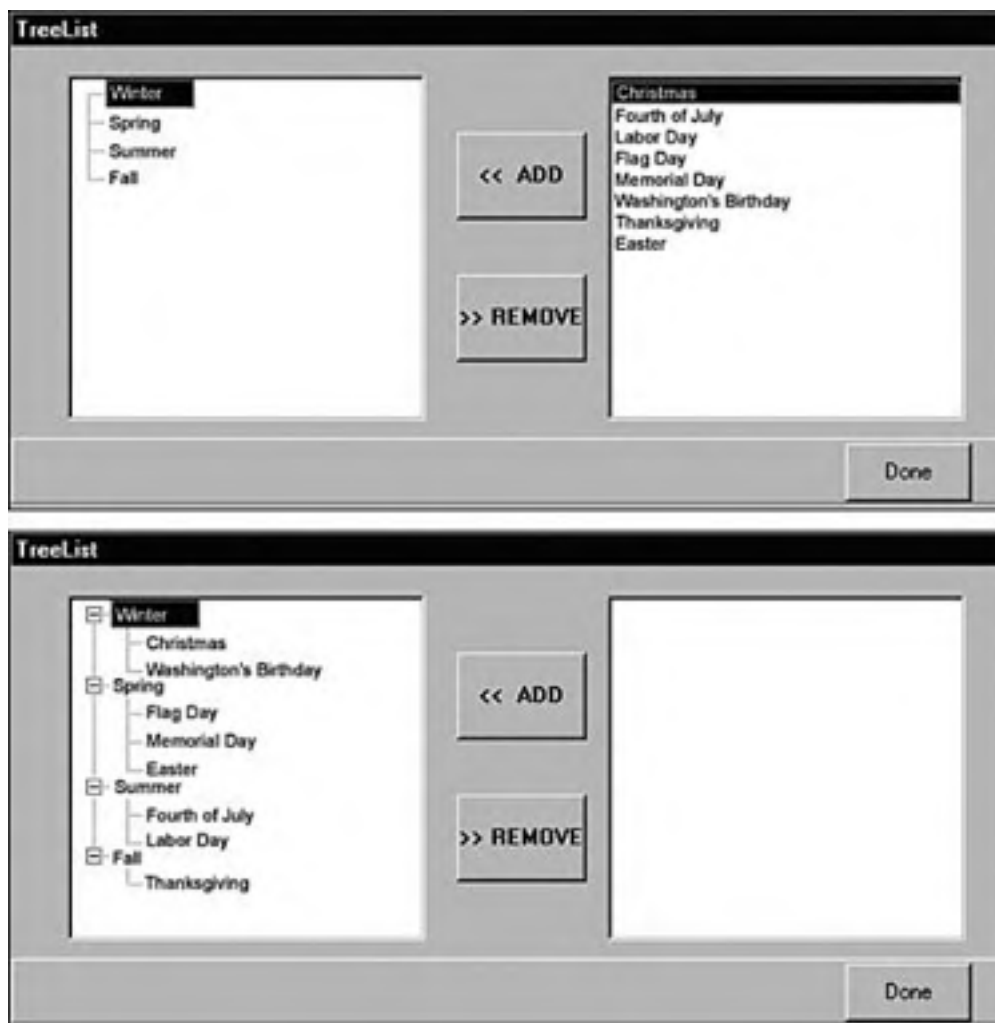 TreeList
Winter
Spring
Summer
Fall
<< ADD
>> REMOVE
Christmas
Fourth of July
Labor Day
Flag Day
Memorial Day
Washington's Birthday
Thanksgiving
Easter
Done
TreeList
Winter
Christmas
Washington's Birthday
Spring
Flag Day
Memorial Day
Easter
Summer
Fourth of July
Labor Day
Fall
Thanksgiving
<< ADD
>> REMOVE
Done